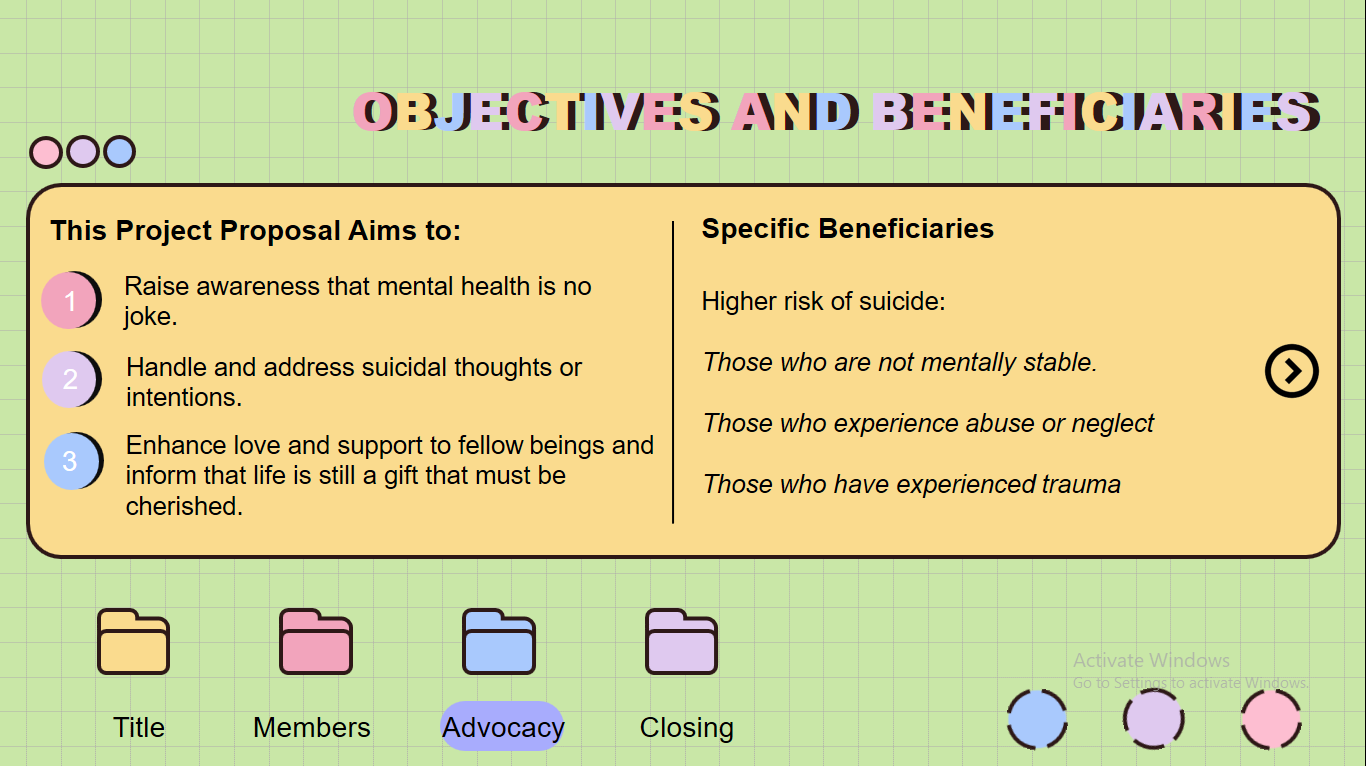 OBJECTIVES AND BENEFICIARIES
This Project Proposal Aims to:
1
Raise awareness that mental health is no
joke.
2
Handle and address suicidal thoughts or
intentions.
3
Enhance love and support to fellow beings and
inform that life is still a gift that must be
cherished.
Specific Beneficiaries
Higher risk of suicide:
Those who are not mentally stable.
Those who experience abuse or neglect
Those who have experienced trauma
Title
Members
Advocacy
Closing
Activate Windows
Go to Settings to activate Windows.